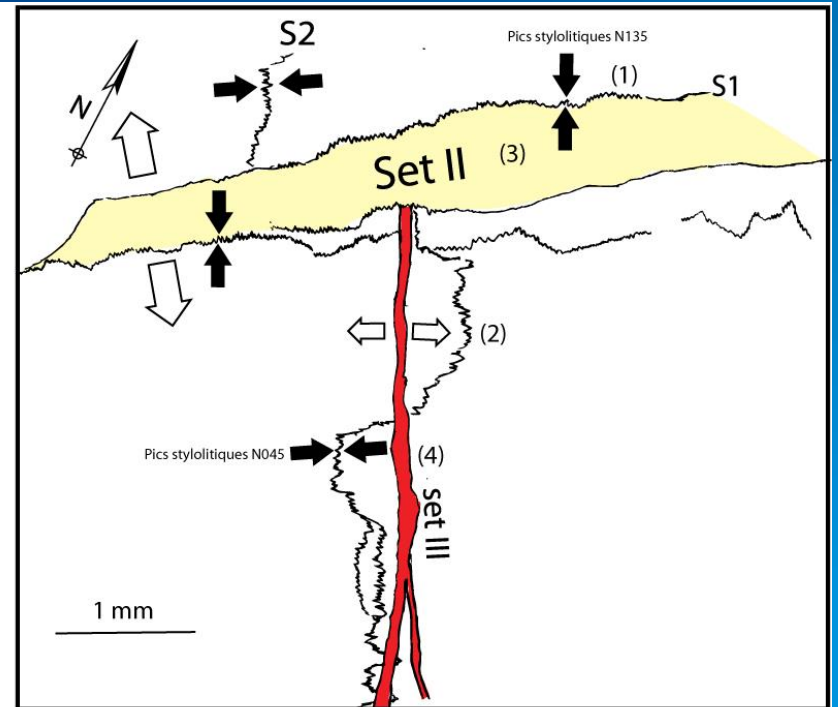 S2
Pics stylolitiques N135
(1)
S1
N
Set II
(3)
(2)
Pics stylolitiques N045
(4)
set III
1 mm